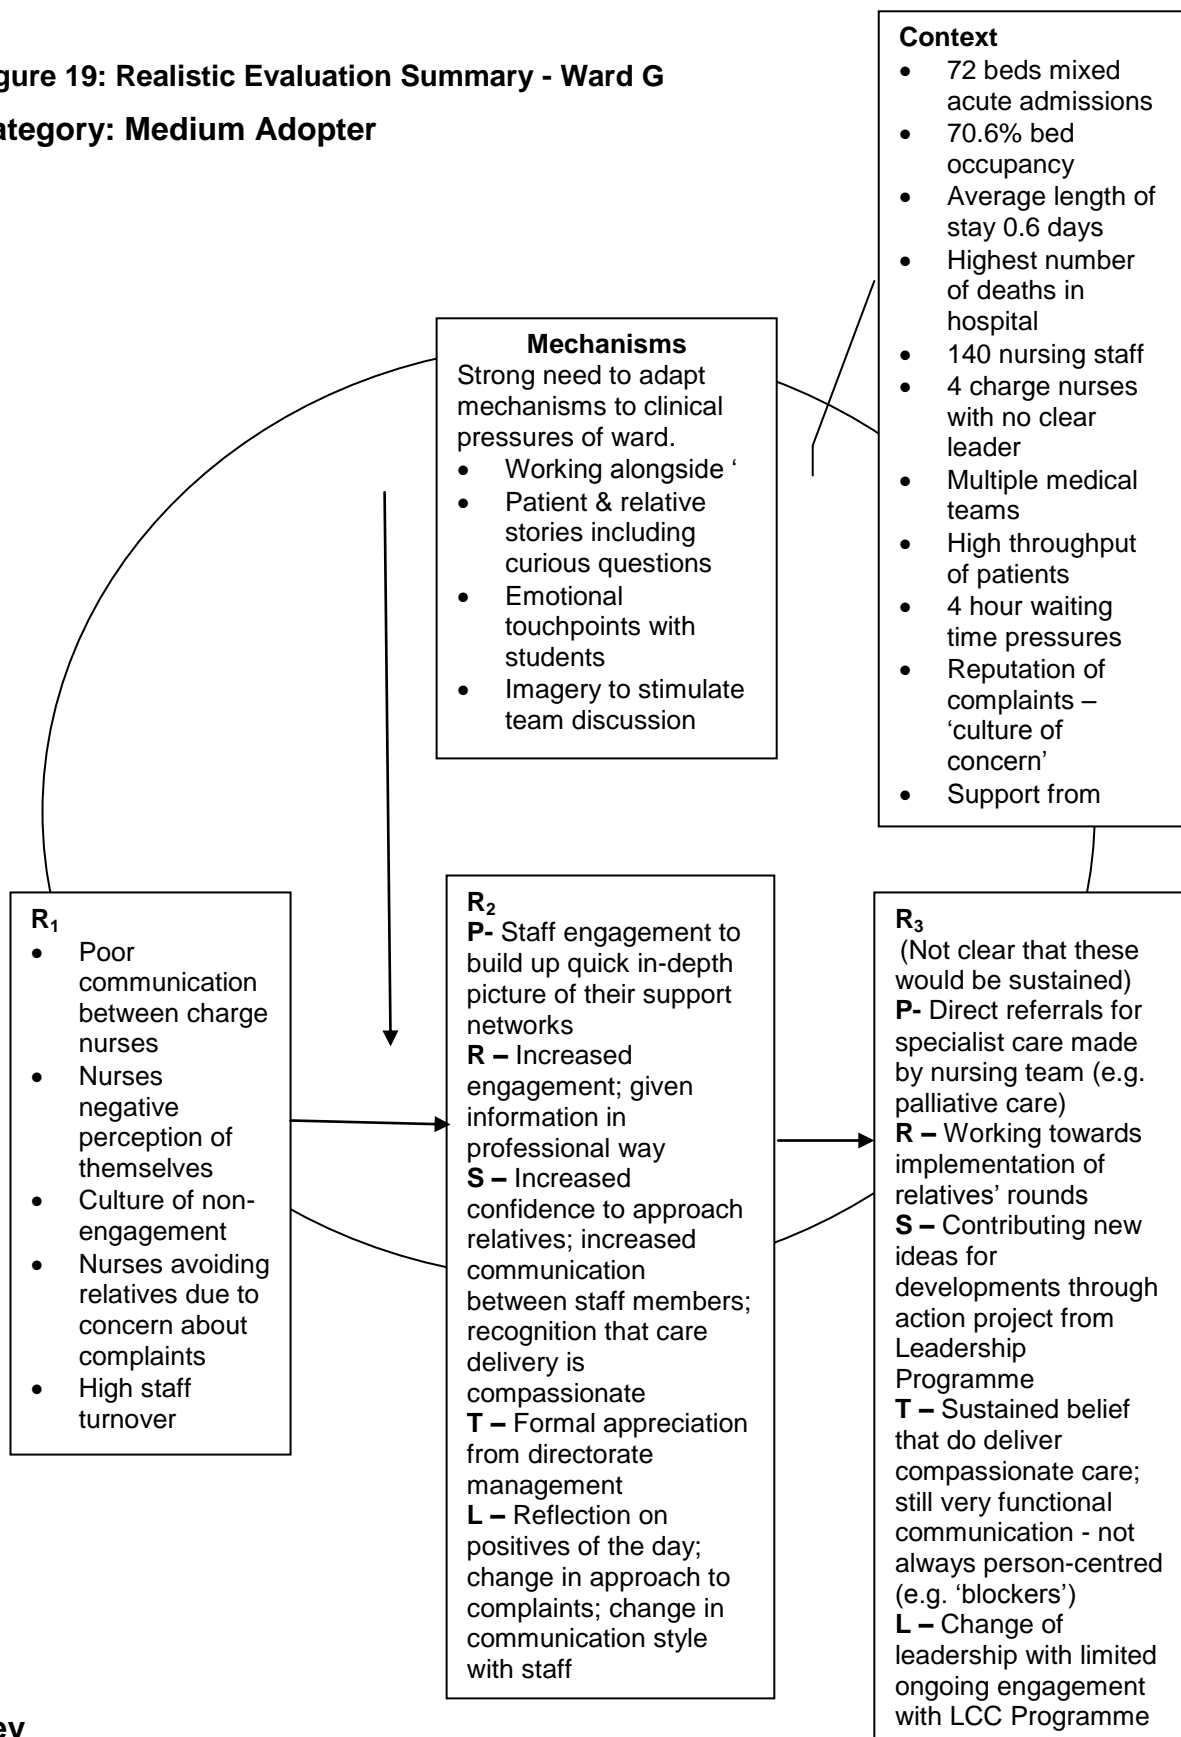 gure 19: Realistic Evaluation Summary - Ward G
ategory: Medium Adopter
Context
• 72 beds mixed
acute admissions
• 70.6% bed
occupancy
• Average length of
stay 0.6 days
• Highest number
of deaths in
hospital
• 140 nursing staff
• 4 charge nurses
with no clear
leader
• Multiple medical
teams
• High throughput
of patients
• 4 hour waiting
time pressures
• Reputation of
complaints –
‘culture of
concern’
• Support from
Mechanisms
Strong need to adapt
mechanisms to clinical
pressures of ward.
• Working alongside ‘
• Patient & relative
stories including
curious questions
• Emotional
touchpoints with
students
• Imagery to stimulate
team discussion
R1
• Poor
communication
between charge
nurses
• Nurses
negative
perception of
themselves
• Culture of non-
engagement
• Nurses avoiding
relatives due to
concern about
complaints
• High staff
turnover
R2
P- Staff engagement to
build up quick in-depth
picture of their support
networks
R – Increased
engagement; given
information in
professional way
S – Increased
confidence to approach
relatives; increased
communication
between staff members;
recognition that care
delivery is
compassionate
T – Formal appreciation
from directorate
management
L – Reflection on
positives of the day;
change in approach to
complaints; change in
communication style
with staff
R3
(Not clear that these
would be sustained)
P- Direct referrals for
specialist care made
by nursing team (e.g.
palliative care)
R – Working towards
implementation of
relatives’ rounds
S – Contributing new
ideas for
developments through
action project from
Leadership
Programme
T – Sustained belief
that do deliver
compassionate care;
still very functional
communication - not
always person-centred
(e.g. ‘blockers’)
L – Change of
leadership with limited
ongoing engagement
with LCC Programme
ey